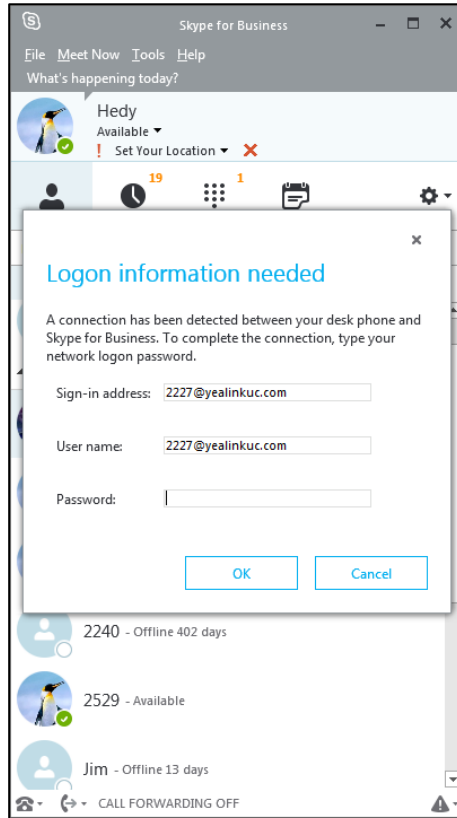 Skype for Business
File Meet Now Tools Help
What's happening today?
Hedy
Available
! Set Your Location
19
1
Logon information needed
A connection has been detected between your desk phone and
Skype for Business. To complete the connection, type your
network logon password.
Sign-in address: 2227@yealinkuc.com
User name: 2227@yealinkuc.com
Password:
OK Cancel
2240 - Offline 402 days
2529 - Available
Jim - Offline 13 days
CALL FORWARDING OFF